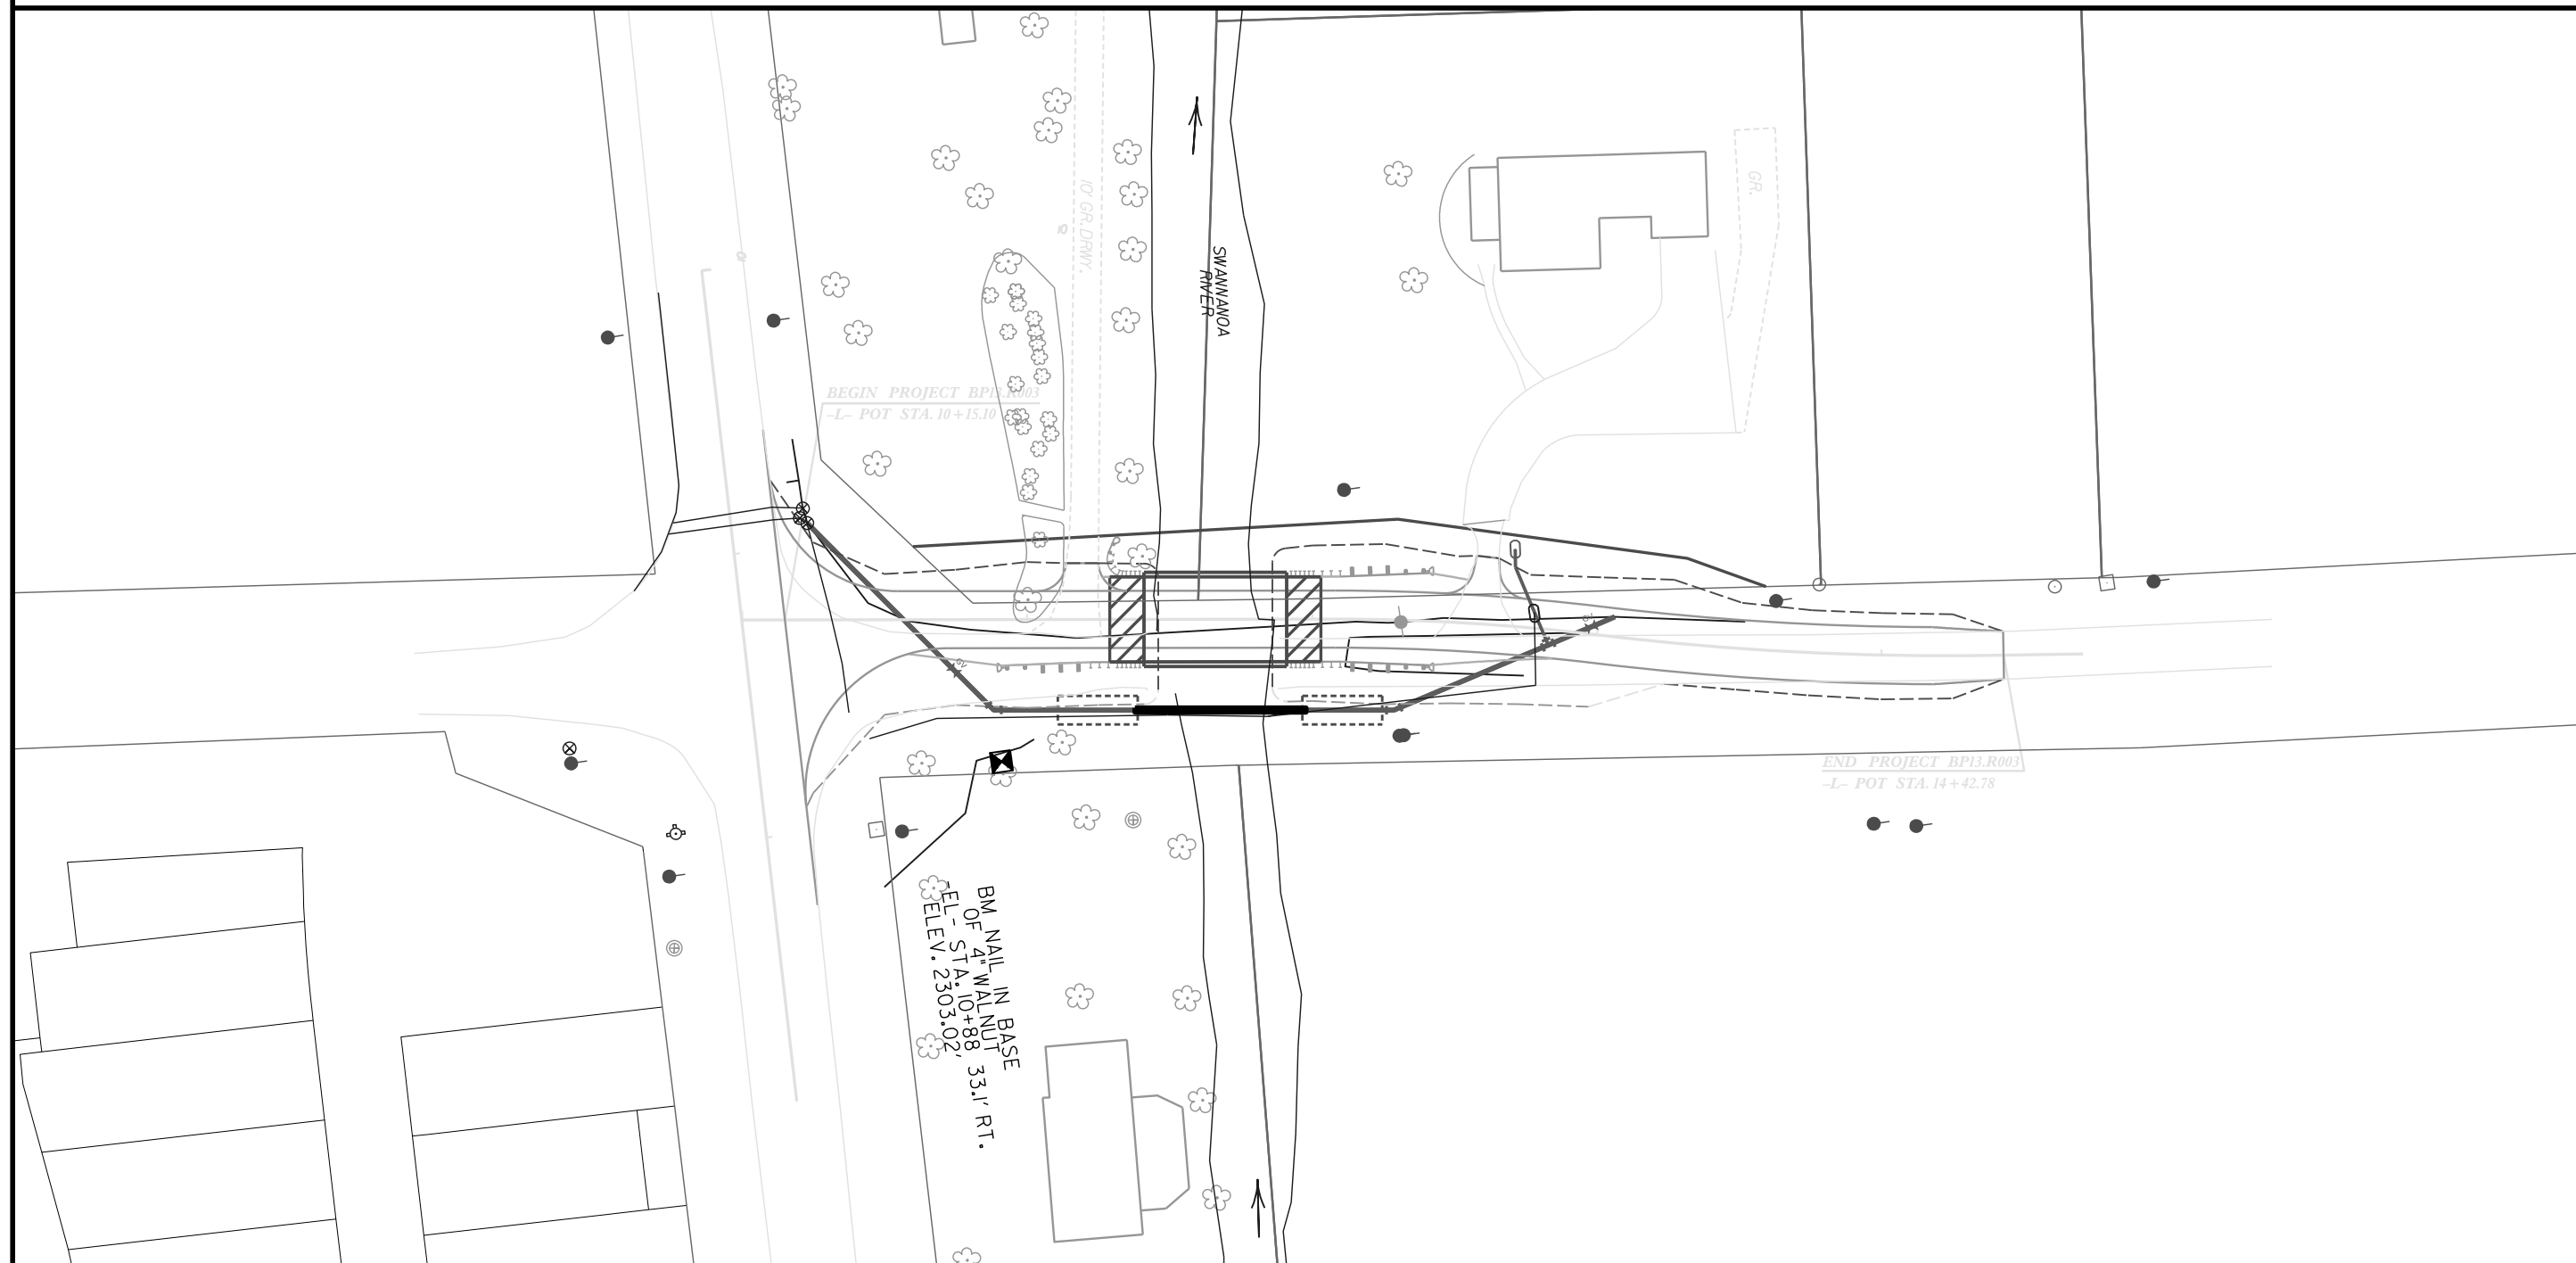 10' GR. DRWY.
GR.
SWANNANOA
RIVER
BEGIN PROJECT BP13.R003
-L- POT STA. 10+15.10
GV
GV
END PROJECT BP13.R003
-L- POT STA. 14+42.78
BM NAIL IN BASE
OF 4" WALNUT
-EL- STA. 10+88 33.1' RT.
ELEV. 2303.02'